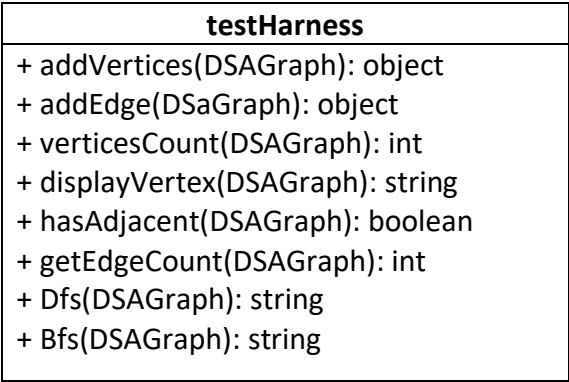 testHarness
+ addVertices(DSAGraph): object
+ addEdge(DSaGraph): object
+ verticesCount(DSAGraph): int
+ displayVertex(DSAGraph): string
+ hasAdjacent(DSAGraph): boolean
+ getEdgeCount(DSAGraph): int
+ Dfs(DSAGraph): string
+ Bfs(DSAGraph): string